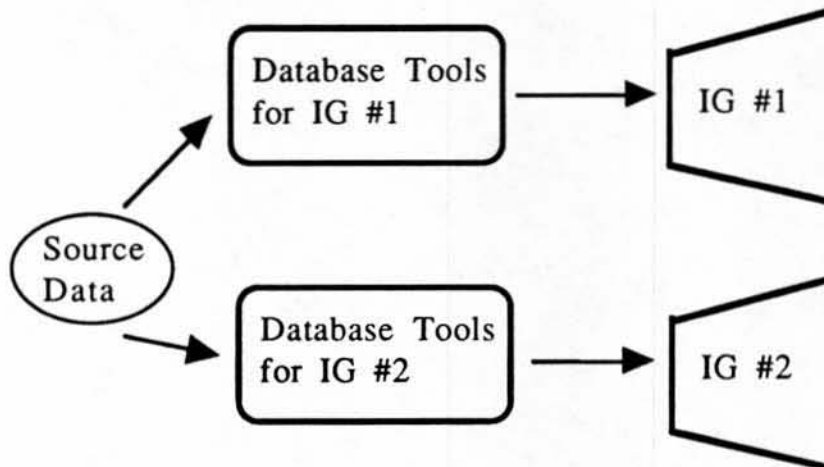 Database Tools
for IG #1
IG #1
Source
Data
Database Tools
for IG #2
IG #2